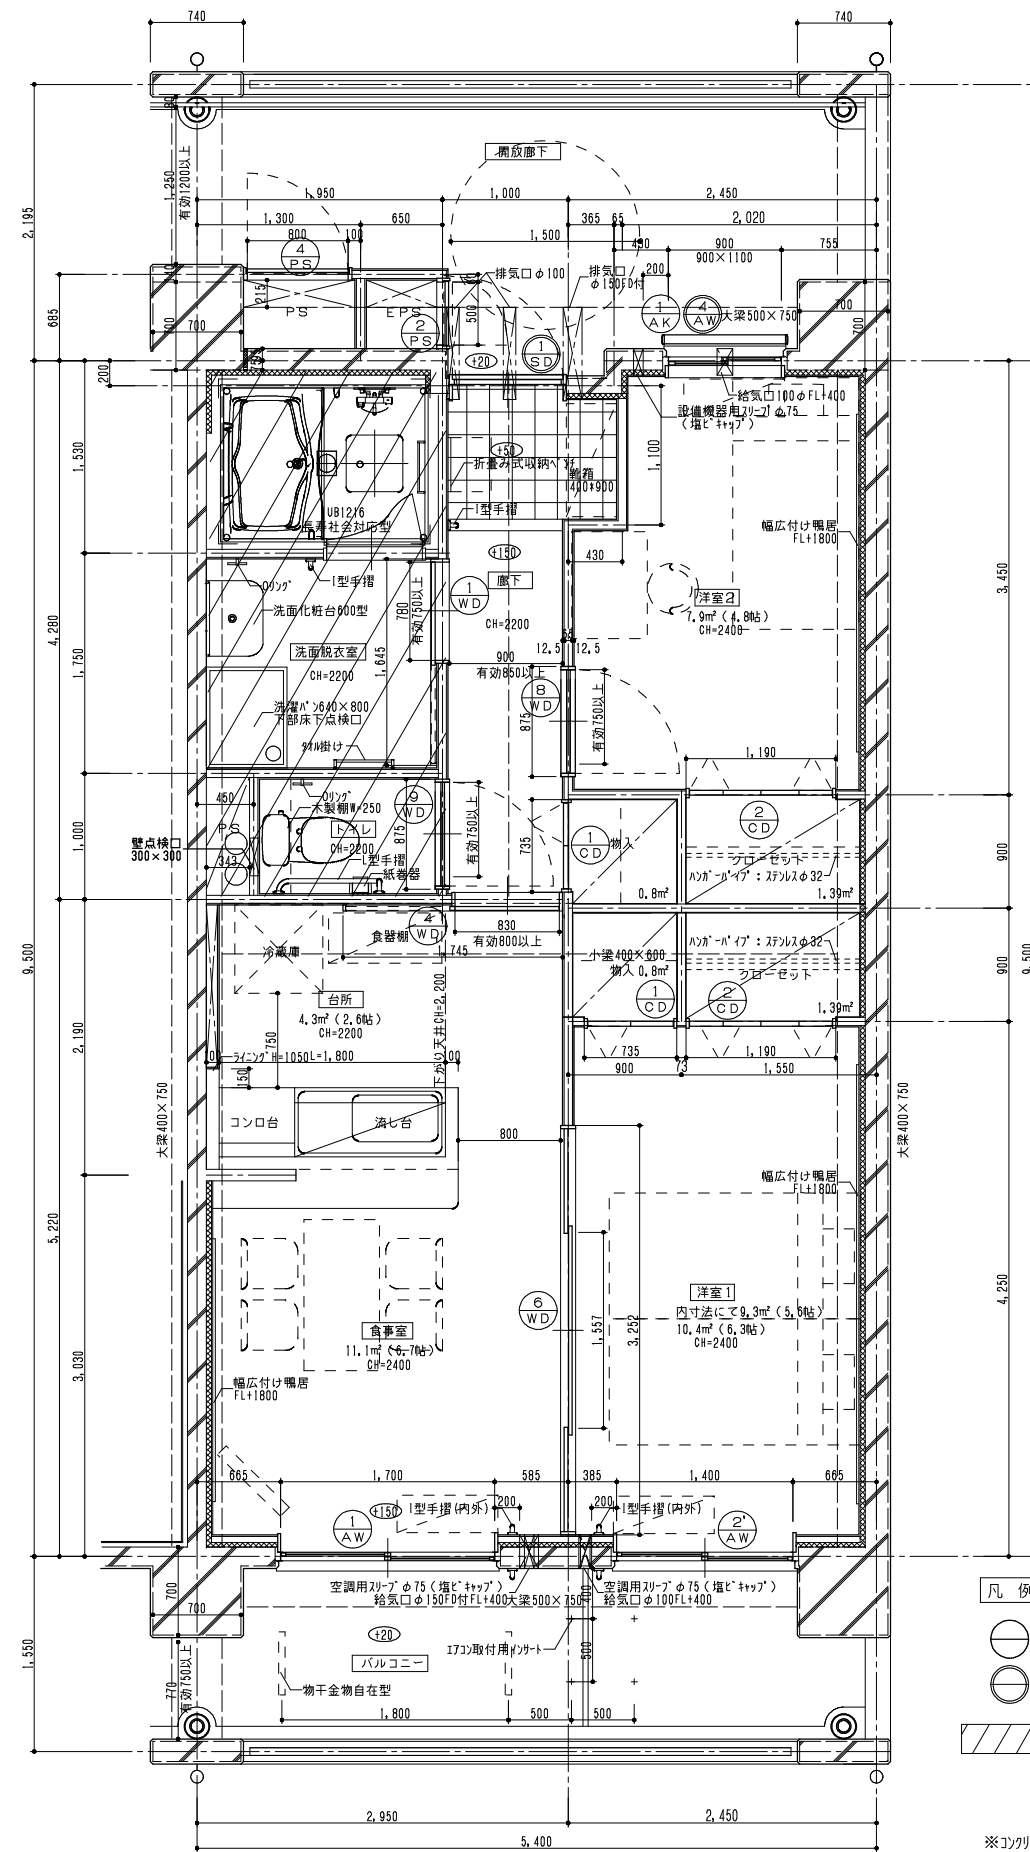 740
740
80
1,250
有効1200以上
開放廊下
2,195
1,950
1,000
2,450
1,300
650
365
65
2,020
800
100
1,500
430
900
755
900×1100
4
PS
排気口φ100
排気口/
φ150FD付
200
685
215
PS
EPS
500
1
AK
4
AW
大梁500×750
700
700
700
2
PS
+20
1
SD
700
200
75
給気口100φFL+400
設備機器用スリーブφ75
(塩ビキャップ)
1,530
+50
折畳み式収納ベンチ
靴箱
400*900
1,100
UB1216
長寿社会対応型
I型手摺
幅広付け鴨居
FL+1800
3,450
+150
430
I型手摺
Oリング
洗面化粧台600型
780
有効750以上
1
WD
廊下
CH=2200
洋室2
7.9m²(4.8帖)
CH=2400
4,280
1,750
洗面脱衣室
CH=2200
1,645
65
12.5
12.5
900
有効850以上
洗濯パン640×800
下部床下点検口
8
WD
875
有効750以上
タオル掛け
1,190
450
Oリング
木製棚W=250
9
WD
1,000
PS
トイレ
CH=2200
875
有効750以上
735
1
CD
物入
2
CD
900
壁点検口
300×300
343
L型手摺
紙巻器
クローゼット
ハンガーパイプ:ステンレスφ32
0.8m²
1.39m²
9,500
冷蔵庫
食器棚
4
WD
830
有効800以上
745
小梁400×600
物入 0.8m²
ハンガーパイプ:ステンレスφ32
クローゼット
900
9,500
台所
4.3m²(2.6帖)
CH=2200
1
CD
2
CD
1.39m²
2,190
750
下がり天井CH=2,200
ライニングH=1050L=1,800
100
150
735
73
1,190
900
1,550
大梁400×750
大梁400×750
コンロ台
流し台
800
幅広付け鴨居
FL+1800
5,220
6
WD
1,557
3,252
洋室1
内寸法にて9.3m²(5.6帖)
10.4m²(6.3帖)
CH=2400
4,250
食事室
11.1m²(6.7帖)
CH=2400
3,030
幅広付け鴨居
FL+1800
665
1,700
585
385
1,400
665
+150
200
I型手摺(内外)
200
I型手摺(内外)
1
AW
2'
AW
700
700
空調用スリーブφ75(塩ビキャップ)
給気口φ150FD付FL+400
大梁500×750
空調用スリーブφ75(塩ビキャップ)
給気口φ100FL+400
400
凡 例
1,550
+20
バルコニー
エアコン取付用インサート
500
770
有効750以上
物干金物自在型
1,800
500
500
2,950
2,450
5,400
※コンクリ